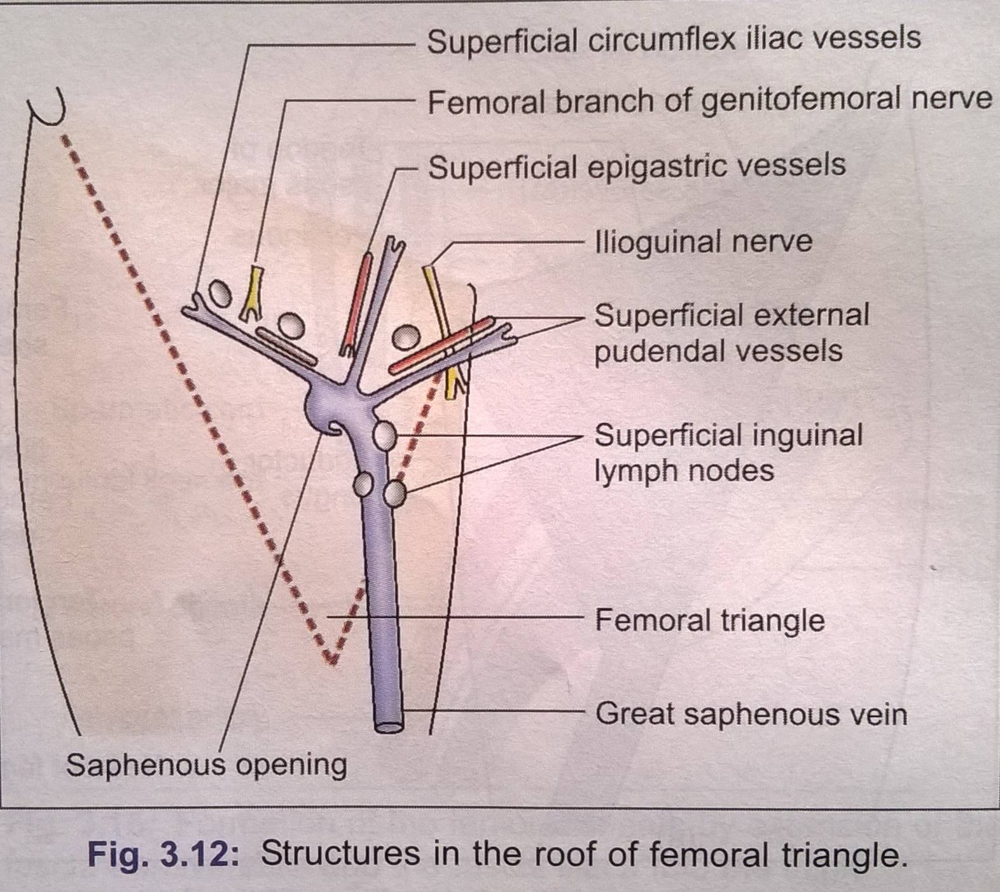 Superficial circumflex iliac vessels
Femoral branch of genitofemoral nerve
Superficial epigastric vessels
Ilioguinal nerve
Superficial external
pudendal vessels
Superficial inguinal
lymph nodes
Femoral triangle
Great saphenous vein
Saphenous opening
Fig. 3.12: Structures in the roof of femoral triangle.